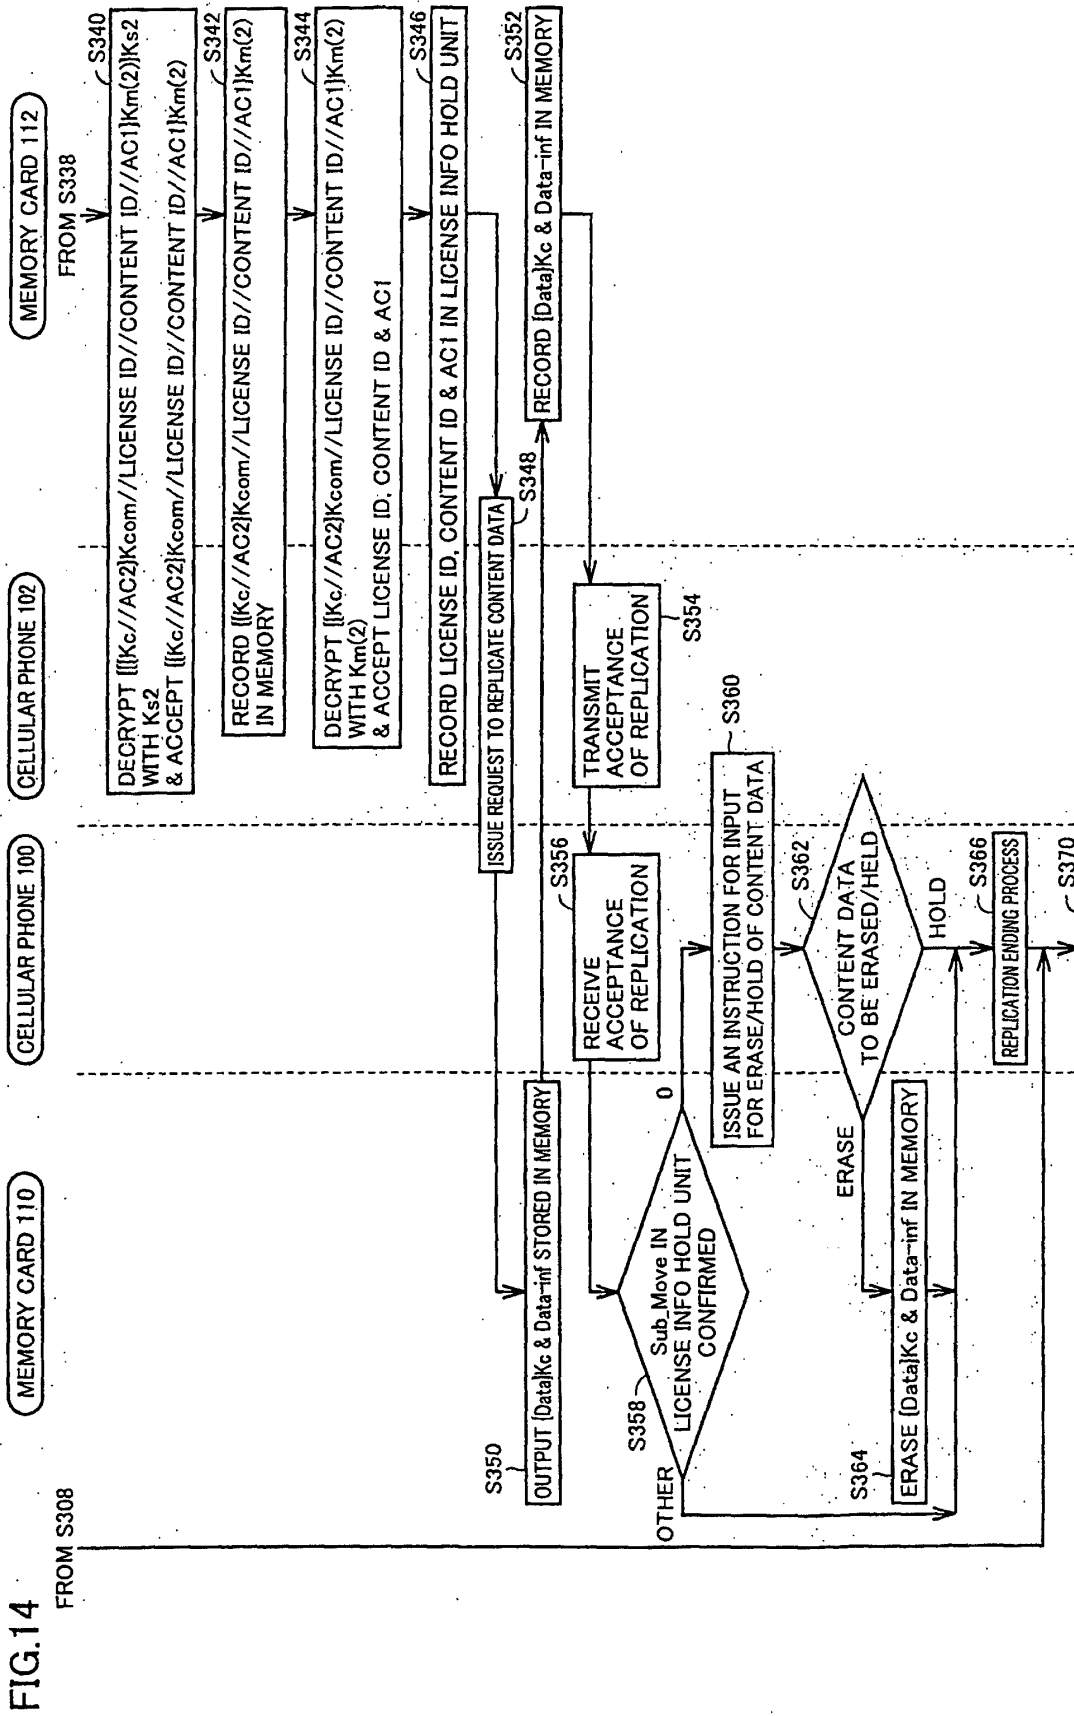 FIG.14
MEMORY CARD 110
CELLULAR PHONE 100
CELLULAR PHONE 102
MEMORY CARD 112
FROM S308
FROM S338
S340
DECRYPT {{{Kc//AC2}Kcom//LICENSE ID//CONTENT ID//AC1}Km(2)}Ks2
WITH Ks2
& ACCEPT {{Kc//AC2}Kcom//LICENSE ID//CONTENT ID//AC1}Km(2)
S342
RECORD {{Kc//AC2}Kcom//LICENSE ID//CONTENT ID//AC1}Km(2)
IN MEMORY
S344
DECRYPT {{Kc//AC2}Kcom//LICENSE ID//CONTENT ID//AC1}Km(2)
WITH Km(2)
& ACCEPT LICENSE ID, CONTENT ID & AC1
S346
RECORD LICENSE ID, CONTENT ID & AC1 IN LICENSE INFO HOLD UNIT
ISSUE REQUEST TO REPLICATE CONTENT DATA
S348
S350
OUTPUT {Data}Kc & Data-inf STORED IN MEMORY
S352
RECORD {Data}Kc & Data-inf IN MEMORY
TRANSMIT
ACCEPTANCE
OF REPLICATION
S354
S356
RECEIVE
ACCEPTANCE
OF REPLICATION
S358
Sub_Move IN
LICENSE INFO HOLD UNIT
CONFIRMED
OTHER
0
S360
ISSUE AN INSTRUCTION FOR INPUT
FOR ERASE/HOLD OF CONTENT DATA
S362
CONTENT DATA
TO BE ERASED/HELD
ERASE
HOLD
S364
ERASE {Data}Kc & Data-inf IN MEMORY
S366
REPLICATION ENDING PROCESS
S370